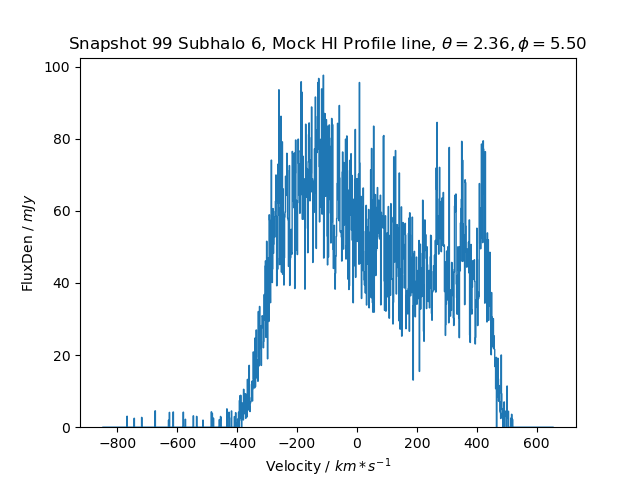 Snapshot 99 Subhalo 6, Mock HI Profile line, θ = 2.36, ϕ = 5.50
100
80
60
40
20
0
FluxDen / mJy
−800 −600 −400 −200 0 200 400 600
Velocity / km * s⁻¹